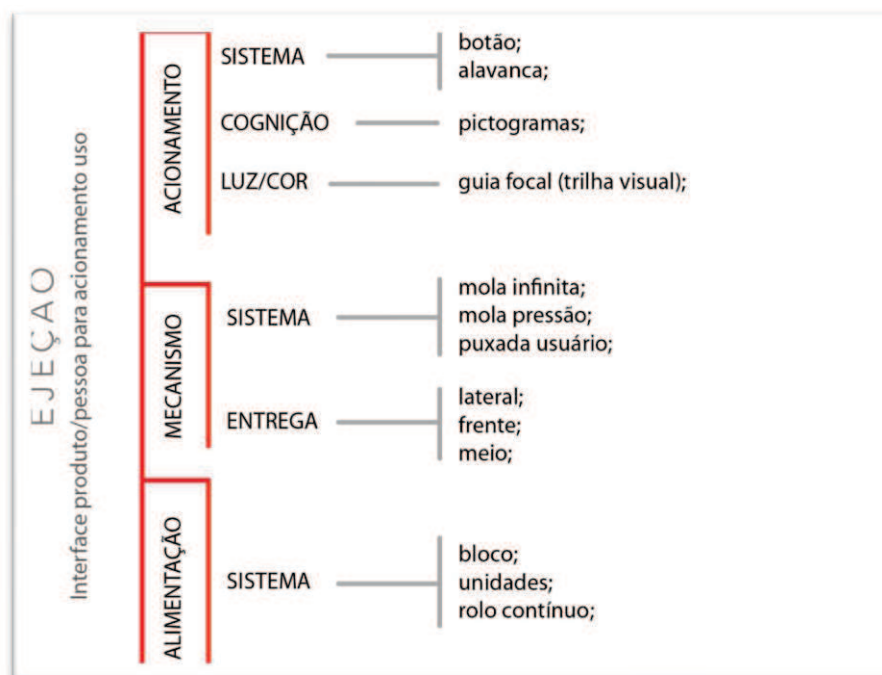 EJEÇAO
Interface produto/pessoa para acionamento uso
ACIONAMENTO
SISTEMA
botão;
alavanca;
COGNIÇÃO
pictogramas;
LUZ/COR
guia focal (trilha visual);
MECANISMO
SISTEMA
mola infinita;
mola pressão;
puxada usuário;
ENTREGA
lateral;
frente;
meio;
ALIMENTAÇÃO
SISTEMA
bloco;
unidades;
rolo contínuo;